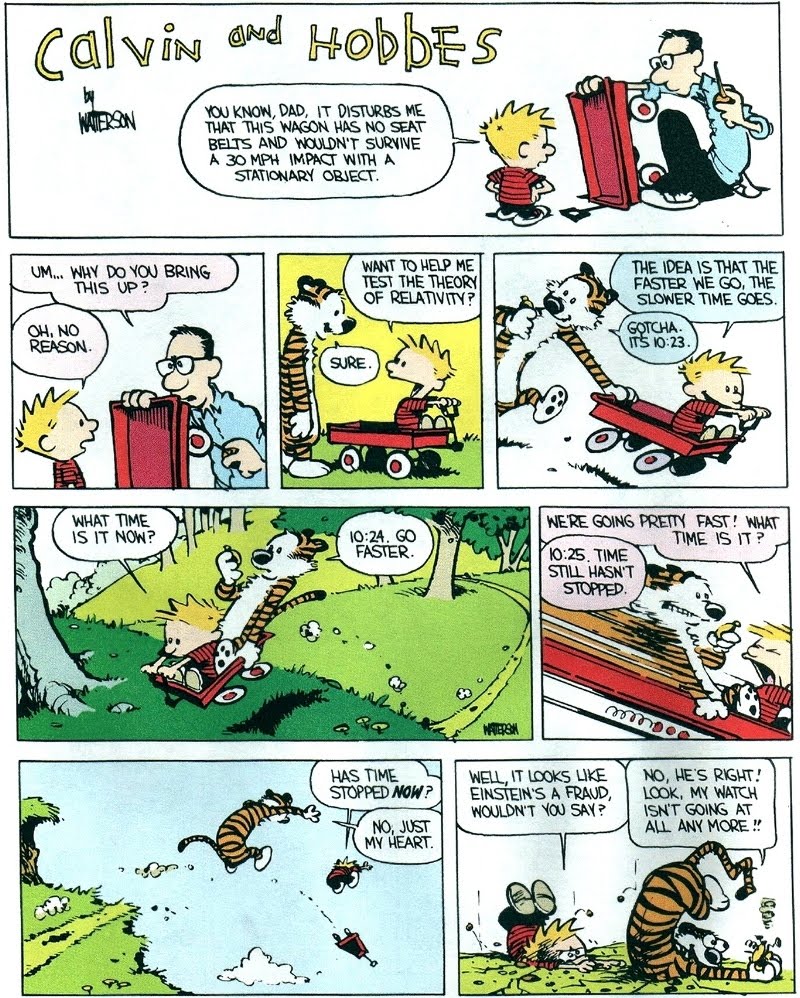 Calvin and Hobbes
by
WATTERSON
YOU KNOW, DAD, IT DISTURBS ME
THAT THIS WAGON HAS NO SEAT
BELTS AND WOULDN'T SURVIVE
A 30 MPH IMPACT WITH A
STATIONARY OBJECT.
UM... WHY DO YOU BRING
THIS UP?
OH, NO
REASON.
WANT TO HELP ME
TEST THE THEORY
OF RELATIVITY?
SURE.
THE IDEA IS THAT THE
FASTER WE GO, THE
SLOWER TIME GOES.
GOTCHA.
IT'S 10:23.
WHAT TIME
IS IT NOW?
10:24. GO
FASTER.
WATTERSON
WE'RE GOING PRETTY FAST! WHAT
TIME IS IT?
10:25. TIME
STILL HASN'T
STOPPED.
HAS TIME
STOPPED NOW?
NO, JUST
MY HEART.
WELL, IT LOOKS LIKE
EINSTEIN'S A FRAUD,
WOULDN'T YOU SAY?
NO, HE'S RIGHT!
LOOK, MY WATCH
ISN'T GOING AT
ALL ANY MORE!!